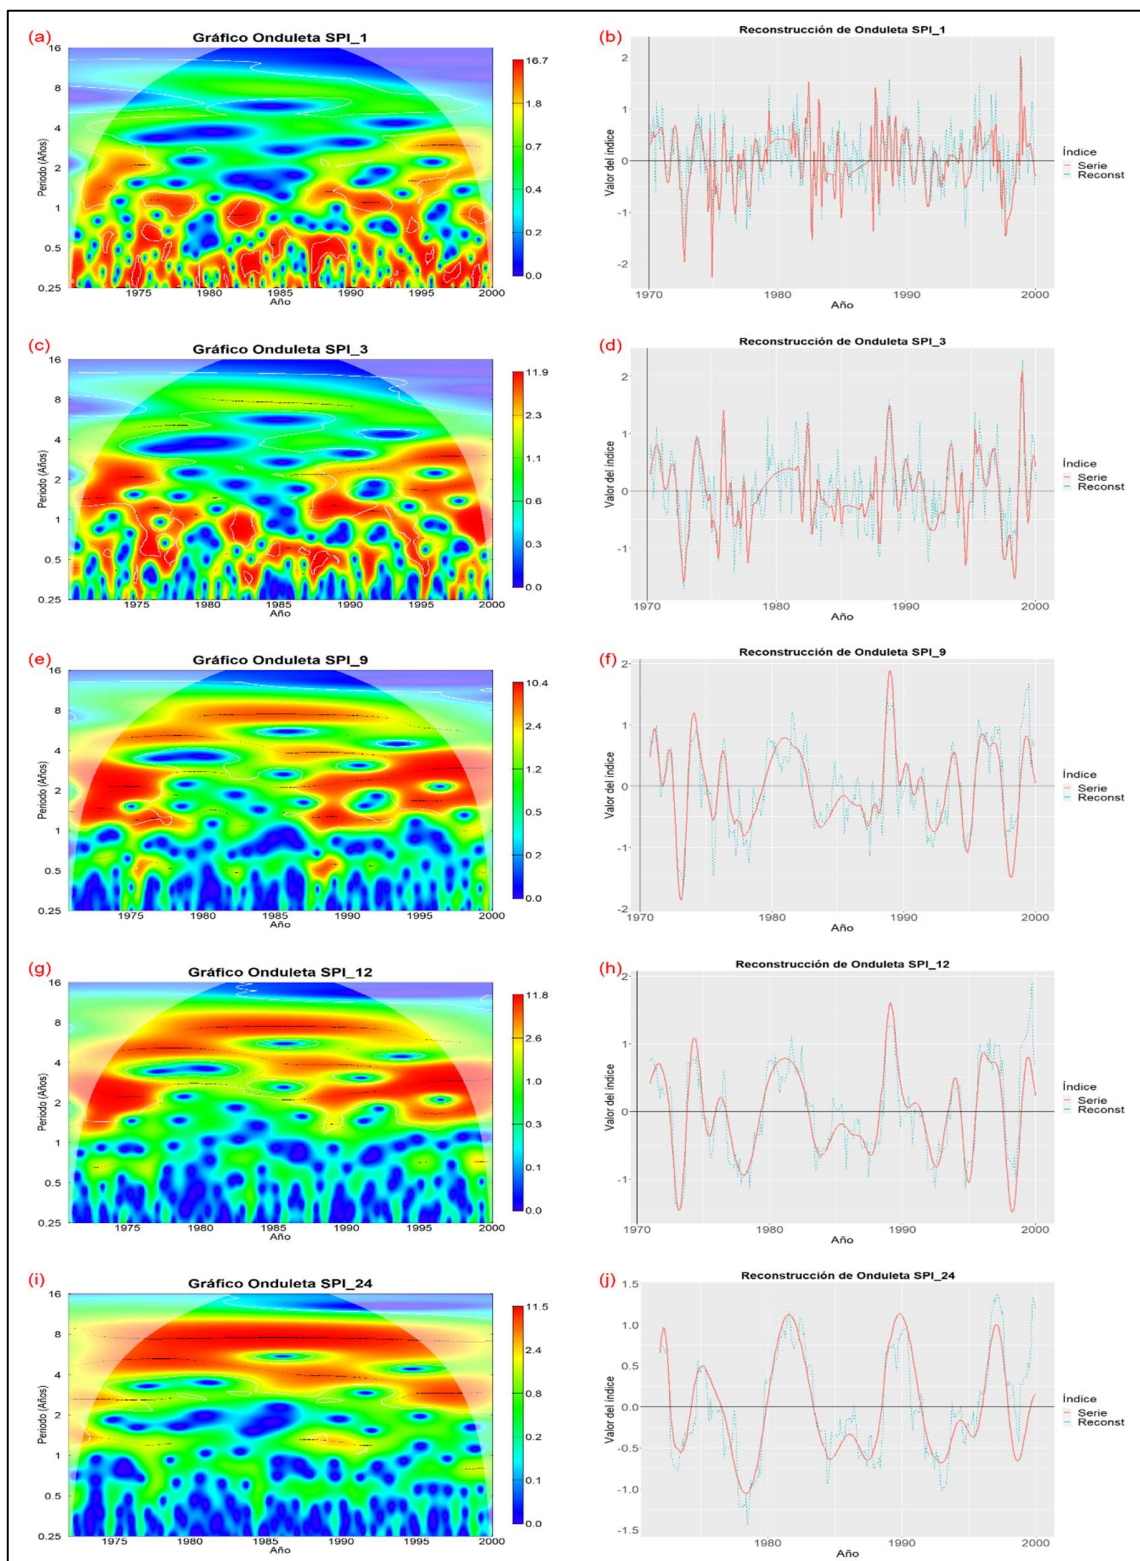 (a) Gráfico Onduleta SPI_1
Periodo (Años)
16
8
4
2
1
0.5
0.25
1975 1980 1985 1990 1995 2000
Año
16.7
1.8
0.7
0.4
0.2
0.0
(b) Reconstrucción de Onduleta SPI_1
Valor del índice
2
1
0
-1
-2
1970 1980 1990 2000
Año
Índice
Serie
Reconst
(c) Gráfico Onduleta SPI_3
Periodo (Años)
16
8
4
2
1
0.5
0.25
1975 1980 1985 1990 1995 2000
Año
11.9
2.3
1.1
0.6
0.3
0.0
(d) Reconstrucción de Onduleta SPI_3
Valor del índice
2
1
0
-1
1970 1980 1990 2000
Año
Índice
Serie
Reconst
(e) Gráfico Onduleta SPI_9
Periodo (Años)
16
8
4
2
1
0.5
0.25
1975 1980 1985 1990 1995 2000
Año
10.4
2.4
1.2
0.5
0.2
0.0
(f) Reconstrucción de Onduleta SPI_9
Valor del índice
2
1
0
-1
-2
1970 1980 1990 2000
Año
Índice
Serie
Reconst
(g) Gráfico Onduleta SPI_12
Periodo (Años)
16
8
4
2
1
0.5
0.25
1975 1980 1985 1990 1995 2000
Año
11.8
2.6
1.0
0.3
0.1
0.0
(h) Reconstrucción de Onduleta SPI_12
Valor del índice
2
1
0
-1
1970 1980 1990 2000
Año
Índice
Serie
Reconst
(i) Gráfico Onduleta SPI_24
Periodo (Años)
16
8
4
2
1
0.5
0.25
1975 1980 1985 1990 1995 2000
Año
11.5
2.4
0.8
0.2
0.1
0.0
(j) Reconstrucción de Onduleta SPI_24
Valor del índice
1.5
1.0
0.5
0.0
-0.5
-1.0
-1.5
1980 1990 2000
Año
Índice
Serie
Reconst